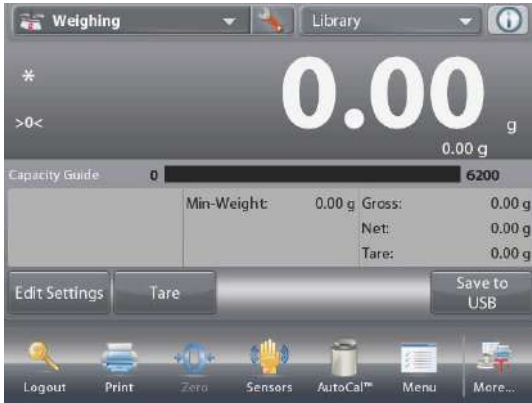 Weighing Library
*
>0<
0.00 g
0.00 g
Capacity Guide 0 6200
Min-Weight: 0.00 g Gross: 0.00 g
Net: 0.00 g
Tare: 0.00 g
Edit Settings Tare Save to USB
Logout Print Zero Sensors AutoCal™ Menu More...